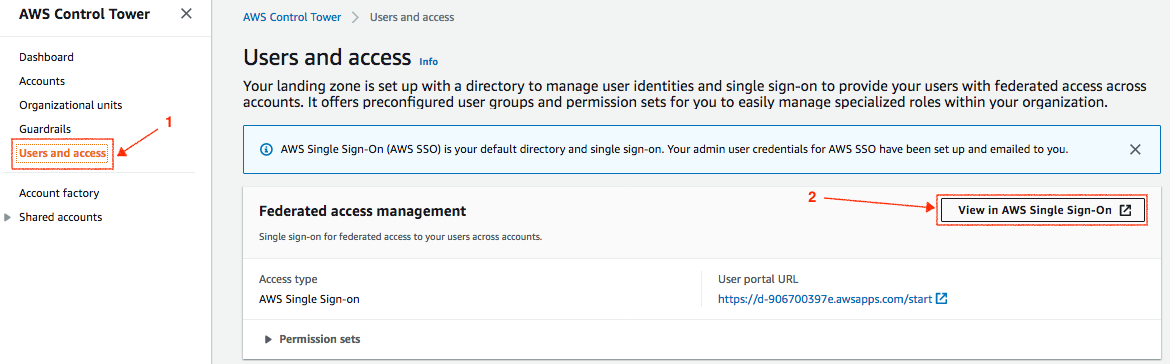 AWS Control Tower
Dashboard
Accounts
Organizational units
Guardrails
Users and access
1
Account factory
Shared accounts
AWS Control Tower > Users and access
Users and access Info
Your landing zone is set up with a directory to manage user identities and single sign-on to provide your users with federated access across
accounts. It offers preconfigured user groups and permission sets for you to easily manage specialized roles within your organization.
AWS Single Sign-On (AWS SSO) is your default directory and single sign-on. Your admin user credentials for AWS SSO have been set up and emailed to you.
Federated access management
2
View in AWS Single Sign-On
Single sign-on for federated access to your users across accounts.
Access type
AWS Single Sign-on
User portal URL
https://d-906700397e.awsapps.com/start
Permission sets